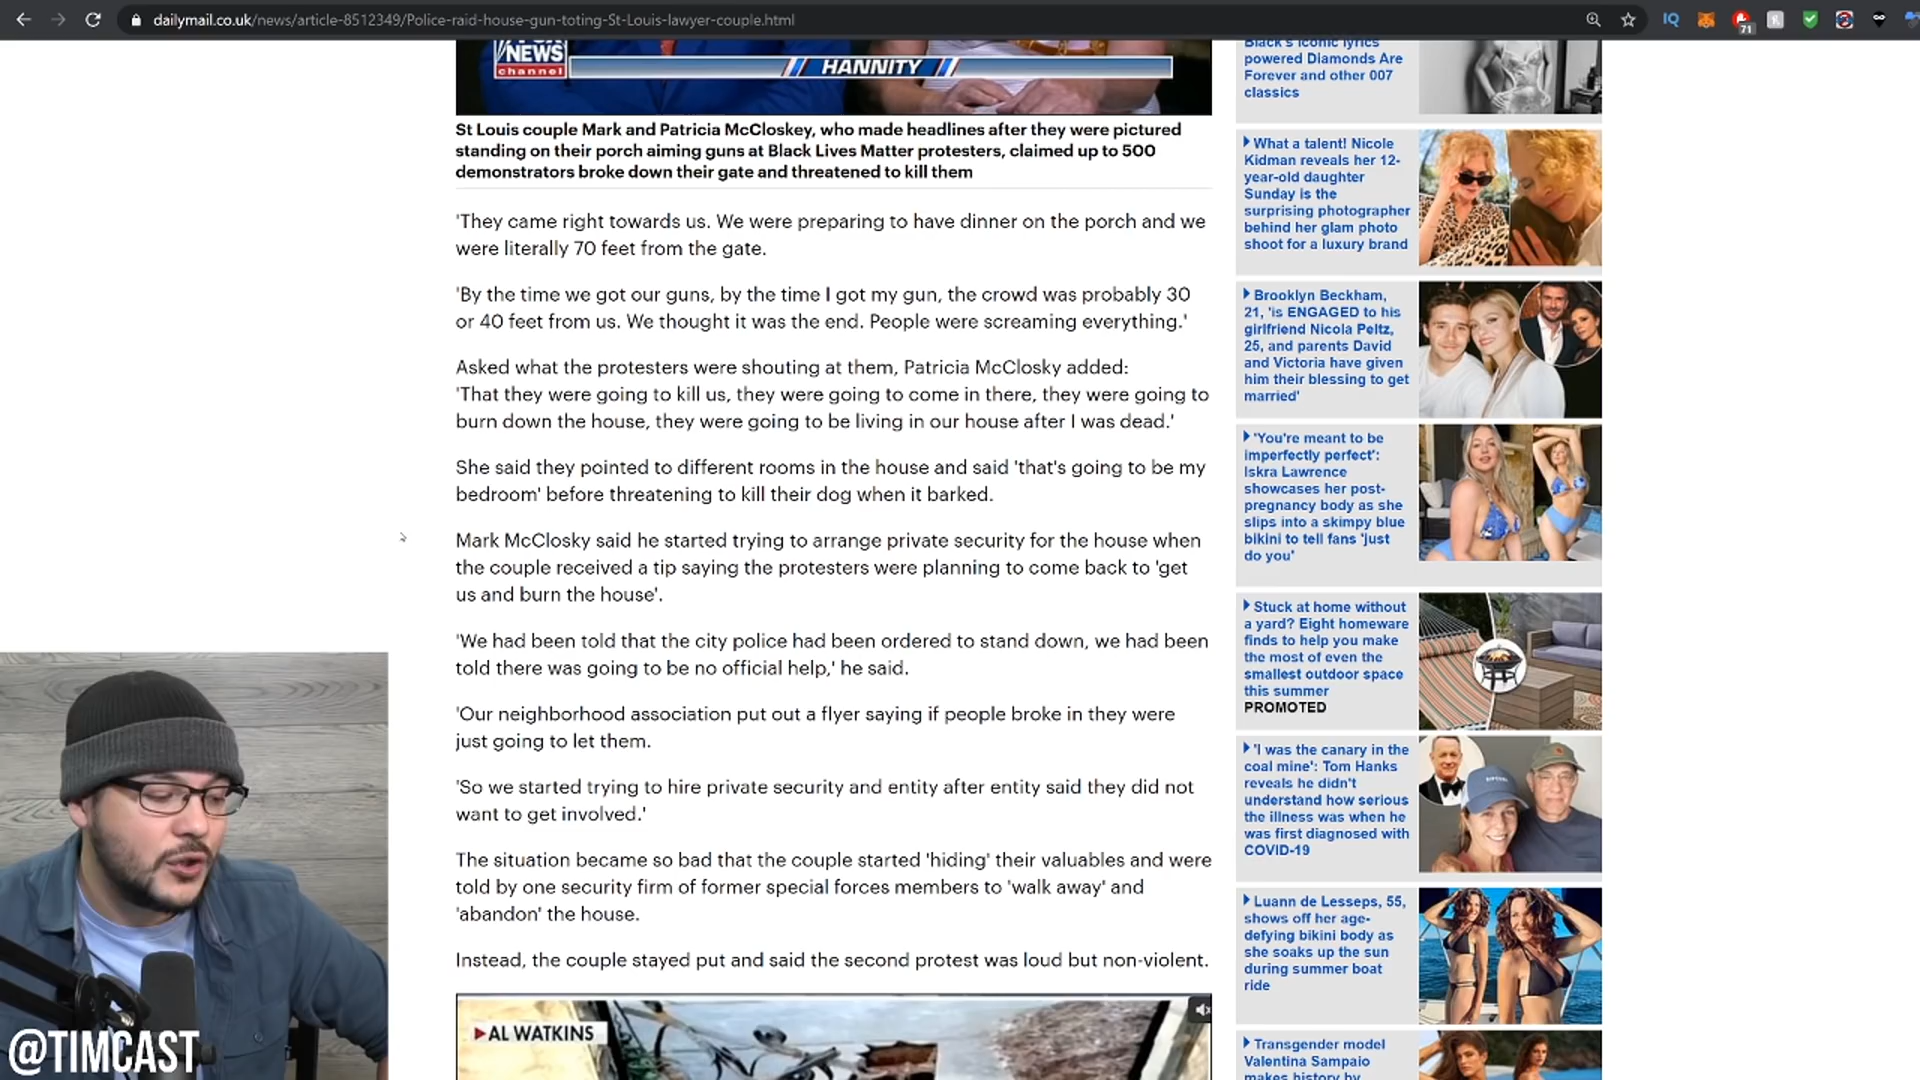 dailymail.co.uk/news/article-8512349/Police-raid-house-gun-toting-St-Louis-lawyer-couple.html
IQ
71
NEWS
channel
HANNITY
St Louis couple Mark and Patricia McCloskey, who made headlines after they were pictured
standing on their porch aiming guns at Black Lives Matter protesters, claimed up to 500
demonstrators broke down their gate and threatened to kill them
'They came right towards us. We were preparing to have dinner on the porch and we
were literally 70 feet from the gate.
'By the time we got our guns, by the time I got my gun, the crowd was probably 30
or 40 feet from us. We thought it was the end. People were screaming everything.'
Asked what the protesters were shouting at them, Patricia McClosky added:
'That they were going to kill us, they were going to come in there, they were going to
burn down the house, they were going to be living in our house after I was dead.'
She said they pointed to different rooms in the house and said 'that's going to be my
bedroom' before threatening to kill their dog when it barked.
Mark McClosky said he started trying to arrange private security for the house when
the couple received a tip saying the protesters were planning to come back to 'get
us and burn the house'.
'We had been told that the city police had been ordered to stand down, we had been
told there was going to be no official help,' he said.
'Our neighborhood association put out a flyer saying if people broke in they were
just going to let them.
'So we started trying to hire private security and entity after entity said they did not
want to get involved.'
The situation became so bad that the couple started 'hiding' their valuables and were
told by one security firm of former special forces members to 'walk away' and
'abandon' the house.
Instead, the couple stayed put and said the second protest was loud but non-violent.
AL WATKINS
Black's iconic lyrics
powered Diamonds Are
Forever and other 007
classics
What a talent! Nicole
Kidman reveals her 12-
year-old daughter
Sunday is the
surprising photographer
behind her glam photo
shoot for a luxury brand
Brooklyn Beckham,
21, 'is ENGAGED to his
girlfriend Nicola Peltz,
25, and parents David
and Victoria have given
him their blessing to get
married'
'You're meant to be
imperfectly perfect':
Iskra Lawrence
showcases her post-
pregnancy body as she
slips into a skimpy blue
bikini to tell fans 'just
do you'
Stuck at home without
a yard? Eight homeware
finds to help you make
the most of even the
smallest outdoor space
this summer
PROMOTED
'I was the canary in the
coal mine': Tom Hanks
reveals he didn't
understand how serious
the illness was when he
was first diagnosed with
COVID-19
Luann de Lesseps, 55,
shows off her age-
defying bikini body as
she soaks up the sun
during summer boat
ride
Transgender model
Valentina Sampaio
makes history by
@TIMCAST